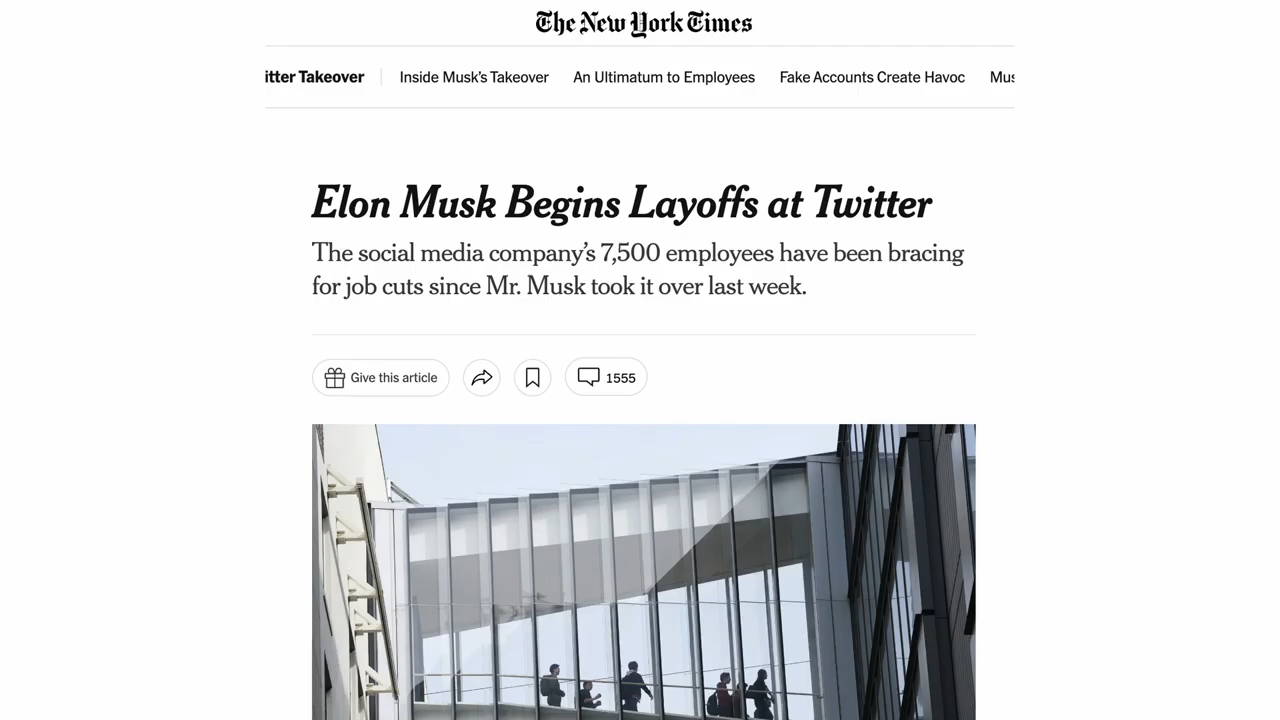 The New York Times
itter Takeover Inside Musk's Takeover An Ultimatum to Employees Fake Accounts Create Havoc Mus
Elon Musk Begins Layoffs at Twitter
The social media company's 7,500 employees have been bracing
for job cuts since Mr. Musk took it over last week.
Give this article 1555